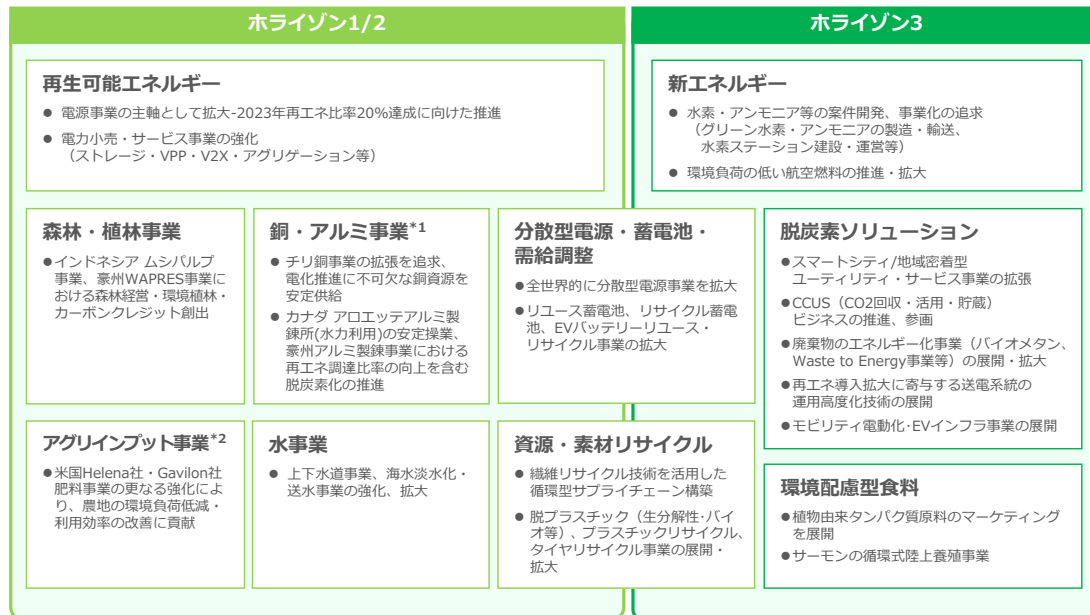 ホライゾン1/2
再生可能エネルギー
● 電源事業の主軸として拡大-2023年再エネ比率20%達成に向けた推進
● 電力小売・サービス事業の強化
（ストレージ・VPP・V2X・アグリゲーション等）
森林・植林事業
●インドネシア ムシパルプ
事業、豪州WAPRES事業に
おける森林経営・環境植林・
カーボンクレジット創出
銅・アルミ事業*1
● チリ銅事業の拡張を追求、
電化推進に不可欠な銅資源を
安定供給
● カナダ アロエッテアルミ製
錬所(水力利用)の安定操業、
豪州アルミ製錬事業における
再エネ調達比率の向上を含む
脱炭素化の推進
分散型電源・蓄電池・
需給調整
●全世界的に分散型電源事業を拡大
●リユース蓄電池、リサイクル蓄電
池、EVバッテリーリユース・
リサイクル事業の拡大
アグリインプット事業*2
●米国Helena社・Gavilon社
肥料事業の更なる強化によ
り、農地の環境負荷低減・
利用効率の改善に貢献
水事業
● 上下水道事業、海水淡水化・
送水事業の強化、拡大
資源・素材リサイクル
● 繊維リサイクル技術を活用した
循環型サプライチェーン構築
● 脱プラスチック（生分解性･バイ
オ等）、プラスチックリサイクル、
タイヤリサイクル事業の展開・
拡大
ホライゾン3
新エネルギー
● 水素・アンモニア等の案件開発、事業化の追求
（グリーン水素・アンモニアの製造・輸送、
水素ステーション建設・運営等）
● 環境負荷の低い航空燃料の推進・拡大
脱炭素ソリューション
●スマートシティ/地域密着型
ユーティリティ・サービス事業の拡張
●CCUS（CO2回収・活用・貯蔵）
ビジネスの推進、参画
●廃棄物のエネルギー化事業（バイオメタン、
Waste to Energy事業等）の展開・拡大
●再エネ導入拡大に寄与する送電系統の
運用高度化技術の展開
●モビリティ電動化･EVインフラ事業の展開
環境配慮型食料
●植物由来タンパク質原料のマーケティング
を展開
●サーモンの循環式陸上養殖事業